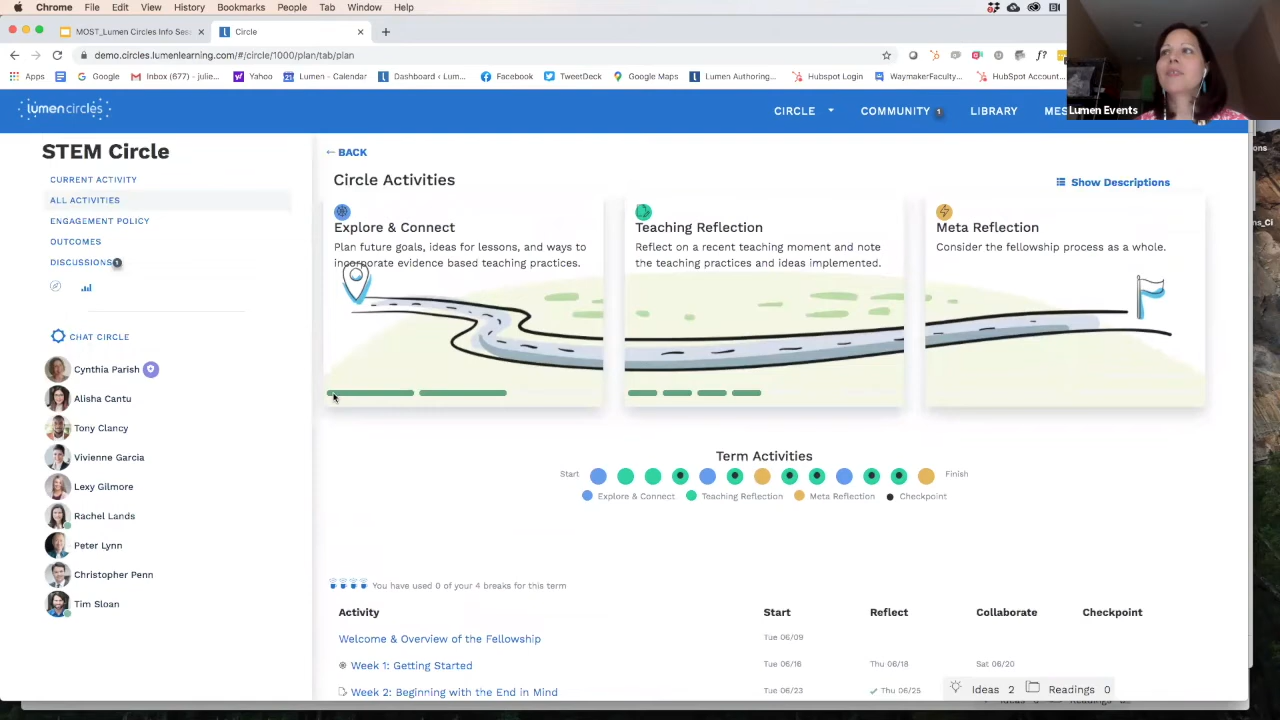 Chrome File Edit View History Bookmarks People Tab Window Help
MOST_Lumen Circles Info Sess
Circle
demo.circles.lumenlearning.com/#/circle/1000/plan/tab/plan
Apps Google Inbox (677) - julie... Yahoo Lumen - Calendar Dashboard ‹ Lum... Facebook TweetDeck Google Maps Lumen Authoring... Hubspot Login WaymakerFaculty... HubSpot Account...
Lumen Events
lumen circles
CIRCLE COMMUNITY 1 LIBRARY MES
STEM Circle
CURRENT ACTIVITY
ALL ACTIVITIES
ENGAGEMENT POLICY
OUTCOMES
DISCUSSIONS
CHAT CIRCLE
Cynthia Parish
Alisha Cantu
Tony Clancy
Vivienne Garcia
Lexy Gilmore
Rachel Lands
Peter Lynn
Christopher Penn
Tim Sloan
← BACK
Circle Activities
Show Descriptions
Explore & Connect
Plan future goals, ideas for lessons, and ways to
incorporate evidence based teaching practices.
Teaching Reflection
Reflect on a recent teaching moment and note
the teaching practices and ideas implemented.
Meta Reflection
Consider the fellowship process as a whole.
Term Activities
Start Finish
Explore & Connect Teaching Reflection Meta Reflection Checkpoint
You have used 0 of your 4 breaks for this term
Activity Start Reflect Collaborate Checkpoint
Welcome & Overview of the Fellowship Tue 06/09
Week 1: Getting Started Tue 06/16 Thu 06/18 Sat 06/20
Week 2: Beginning with the End in Mind Tue 06/23 Thu 06/25
Ideas 2 Readings 0